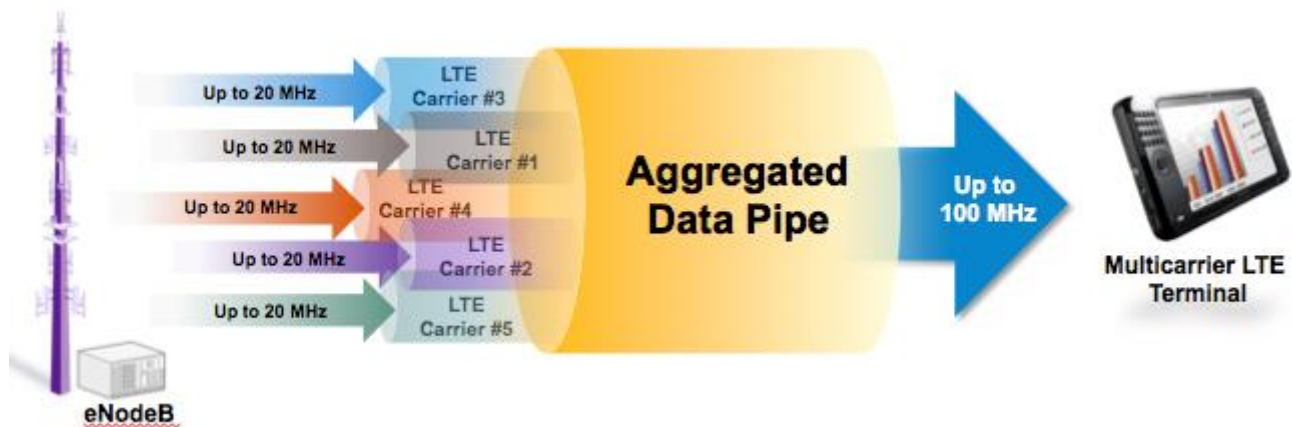 Up to 20 MHz
LTE
Carrier #3
Up to 20 MHz
LTE
Carrier #1
Up to 20 MHz
LTE
Carrier #4
Up to 20 MHz
LTE
Carrier #2
Up to 20 MHz
LTE
Carrier #5
Aggregated
Data Pipe
Up to
100 MHz
Multicarrier LTE
Terminal
eNodeB